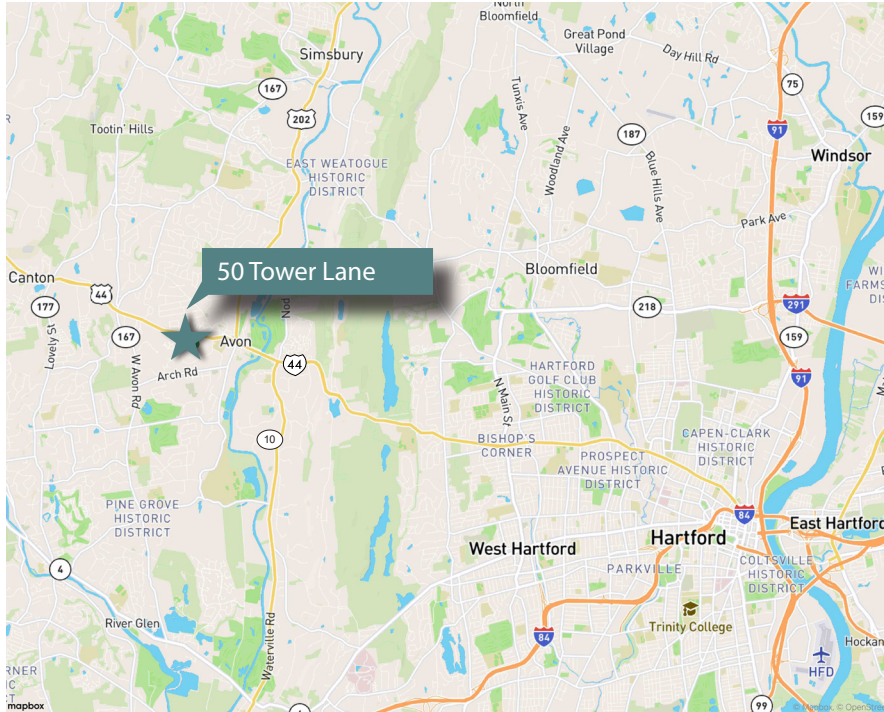 North
Bloomfield
Great Pond
Village
Day Hill Rd
Simsbury
167
75
202
Tunxis Ave
159
Tootin' Hills
187
91
Woodland Ave
Blue Hills Ave
Windsor
EAST WEATOGUE
HISTORIC
DISTRICT
Park Ave
50 Tower Lane
Bloomfield
Canton
44
177
Nod
218
291
FARMS
Lovely St
167
W Avon Rd
Avon
159
Arch Rd
44
HARTFORD
GOLF CLUB
HISTORIC
DISTRICT
N Main St
91
10
BISHOP'S
CORNER
CAPEN-CLARK
HISTORIC
DISTRICT
PROSPECT
AVENUE HISTORIC
DISTRICT
PINE GROVE
HISTORIC
DISTRICT
84
East Hartford
Hartford
West Hartford
4
PARKVILLE
COLTSVILLE
HISTORIC
DISTRICT
River Glen
Waterville Rd
Trinity College
84
Hockan
HFD
mapbox
4
99
© Mapbox, © OpenStre